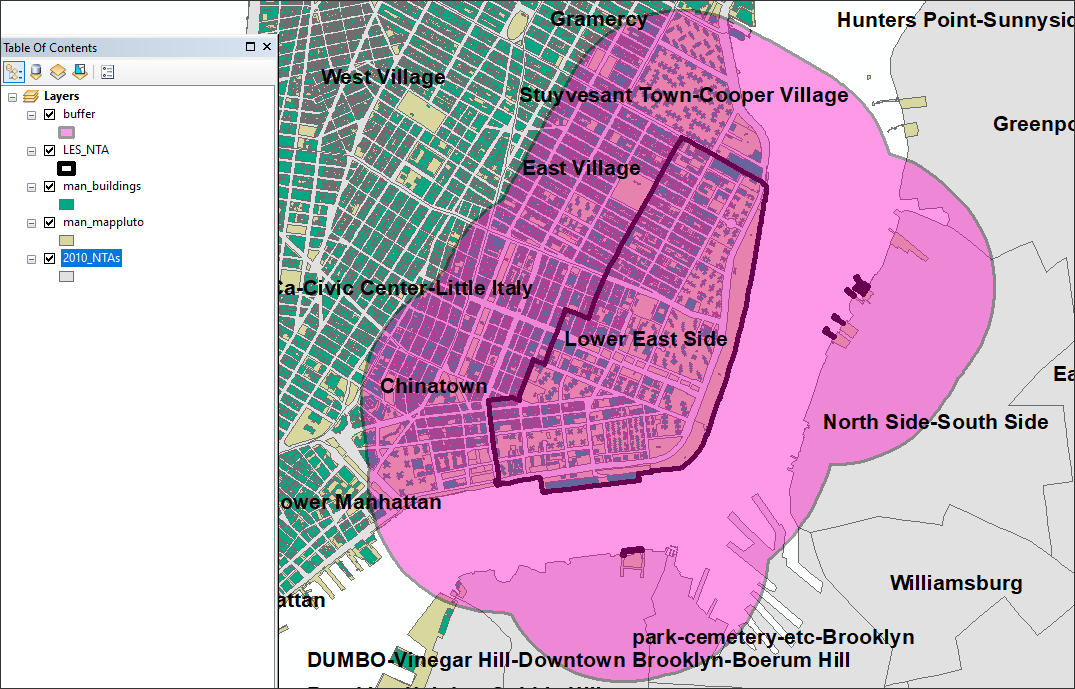 Table Of Contents
Layers
buffer
LES_NTA
man_buildings
man_mappluto
2010_NTAs
Gramercy
Hunters Point-Sunnysid
West Village
Stuyvesant Town-Cooper Village
Greenpo
East Village
Ca-Civic Center-Little Italy
Lower East Side
Ea
Chinatown
North Side-South Side
ower Manhattan
Williamsburg
attan
park-cemetery-etc-Brooklyn
DUMBO-Vinegar Hill-Downtown Brooklyn-Boerum Hill